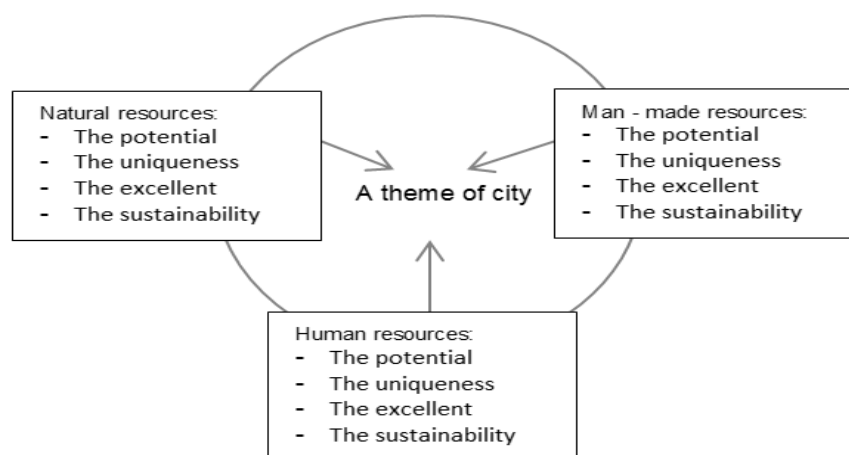 Natural resources:
- The potential
- The uniqueness
- The excellent
- The sustainability
Man - made resources:
- The potential
- The uniqueness
- The excellent
- The sustainability
A theme of city
Human resources:
- The potential
- The uniqueness
- The excellent
- The sustainability